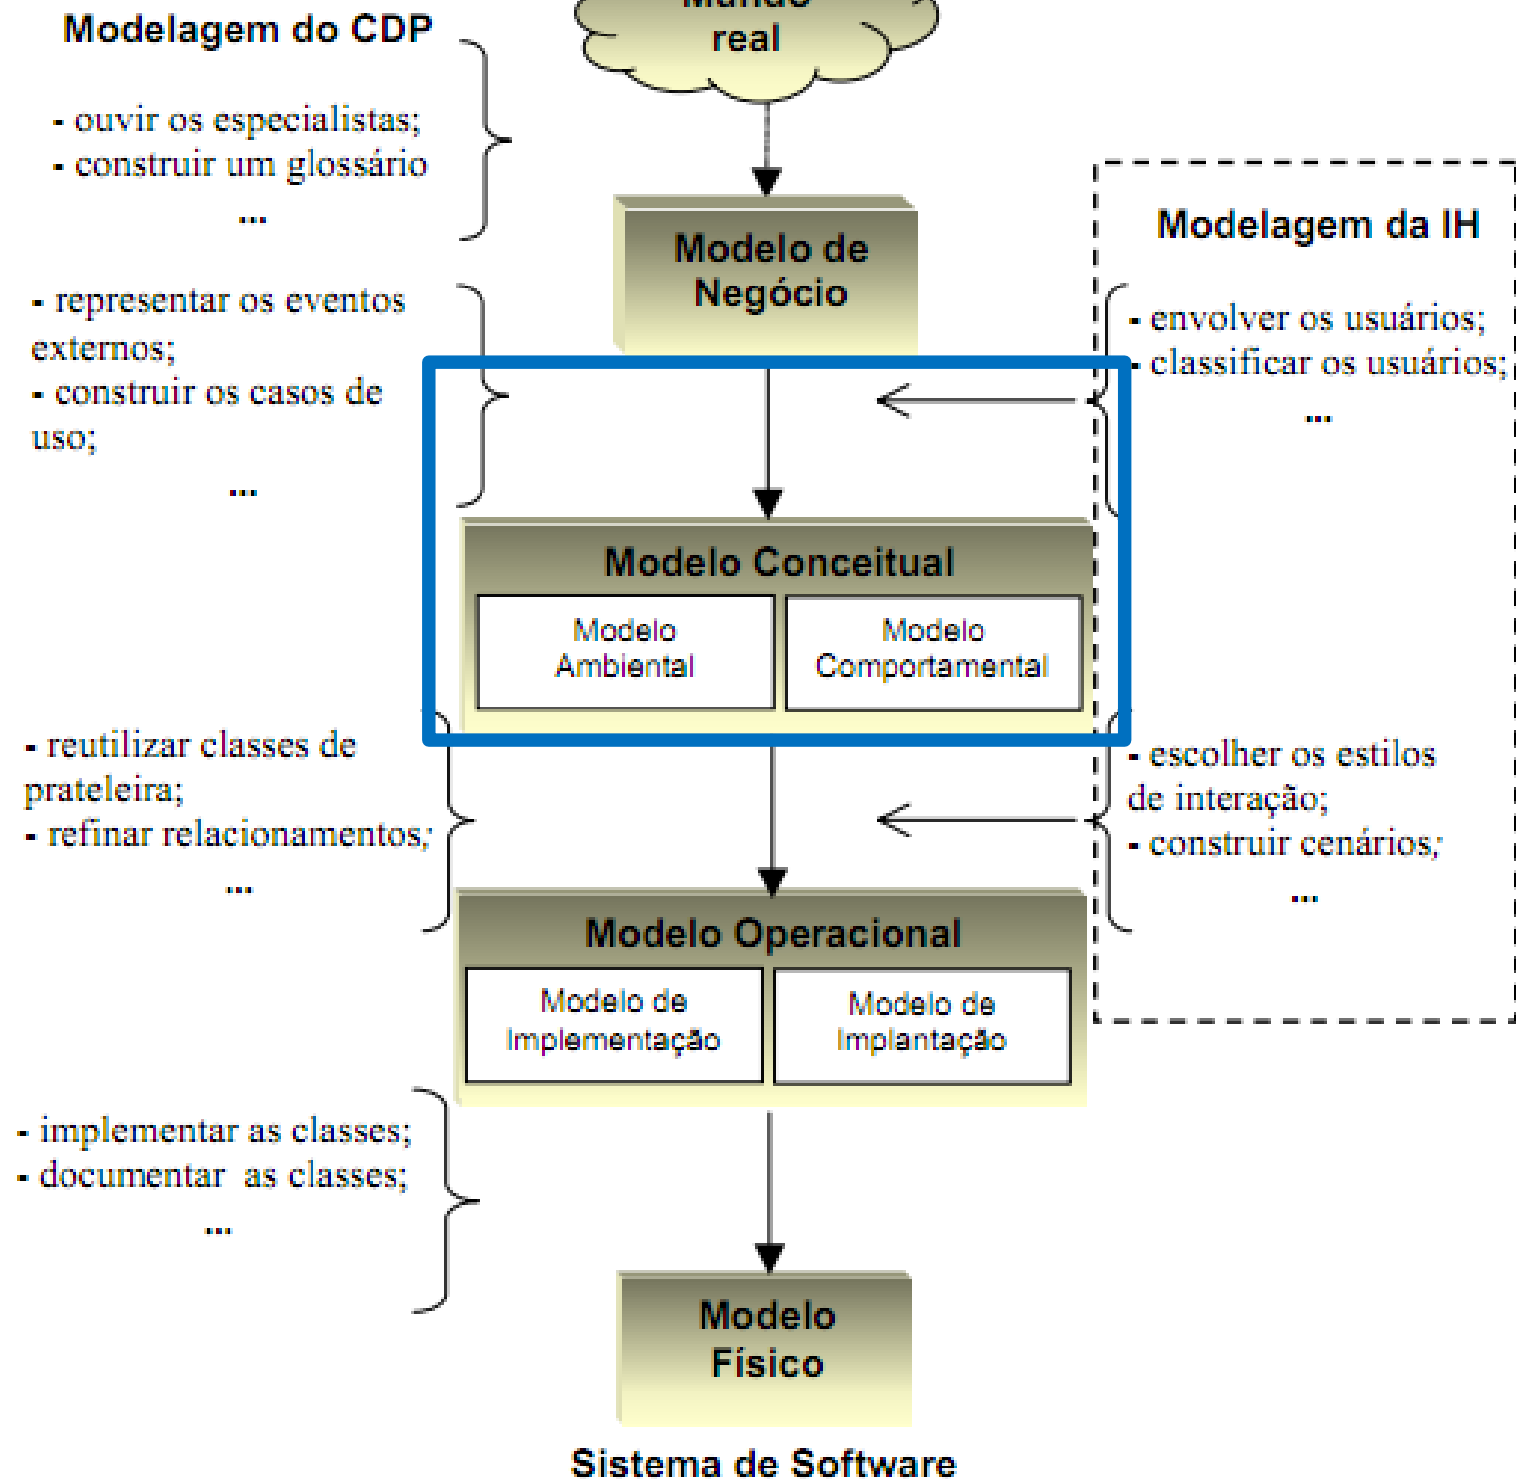 Modelagem do CDP
- ouvir os especialistas;
- construir um glossário
...
- representar os eventos
externos;
- construir os casos de
uso;
...
- reutilizar classes de
prateleira;
- refinar relacionamentos;
...
- implementar as classes;
- documentar as classes;
...
Mundo
real
Modelo de
Negócio
Modelo Conceitual
Modelo
Ambiental
Modelo
Comportamental
Modelo Operacional
Modelo de
Implementação
Modelo de
Implantação
Modelo
Físico
Sistema de Software
Modelagem da IH
- envolver os usuários;
- classificar os usuários;
...
- escolher os estilos
de interação;
- construir cenários;
...